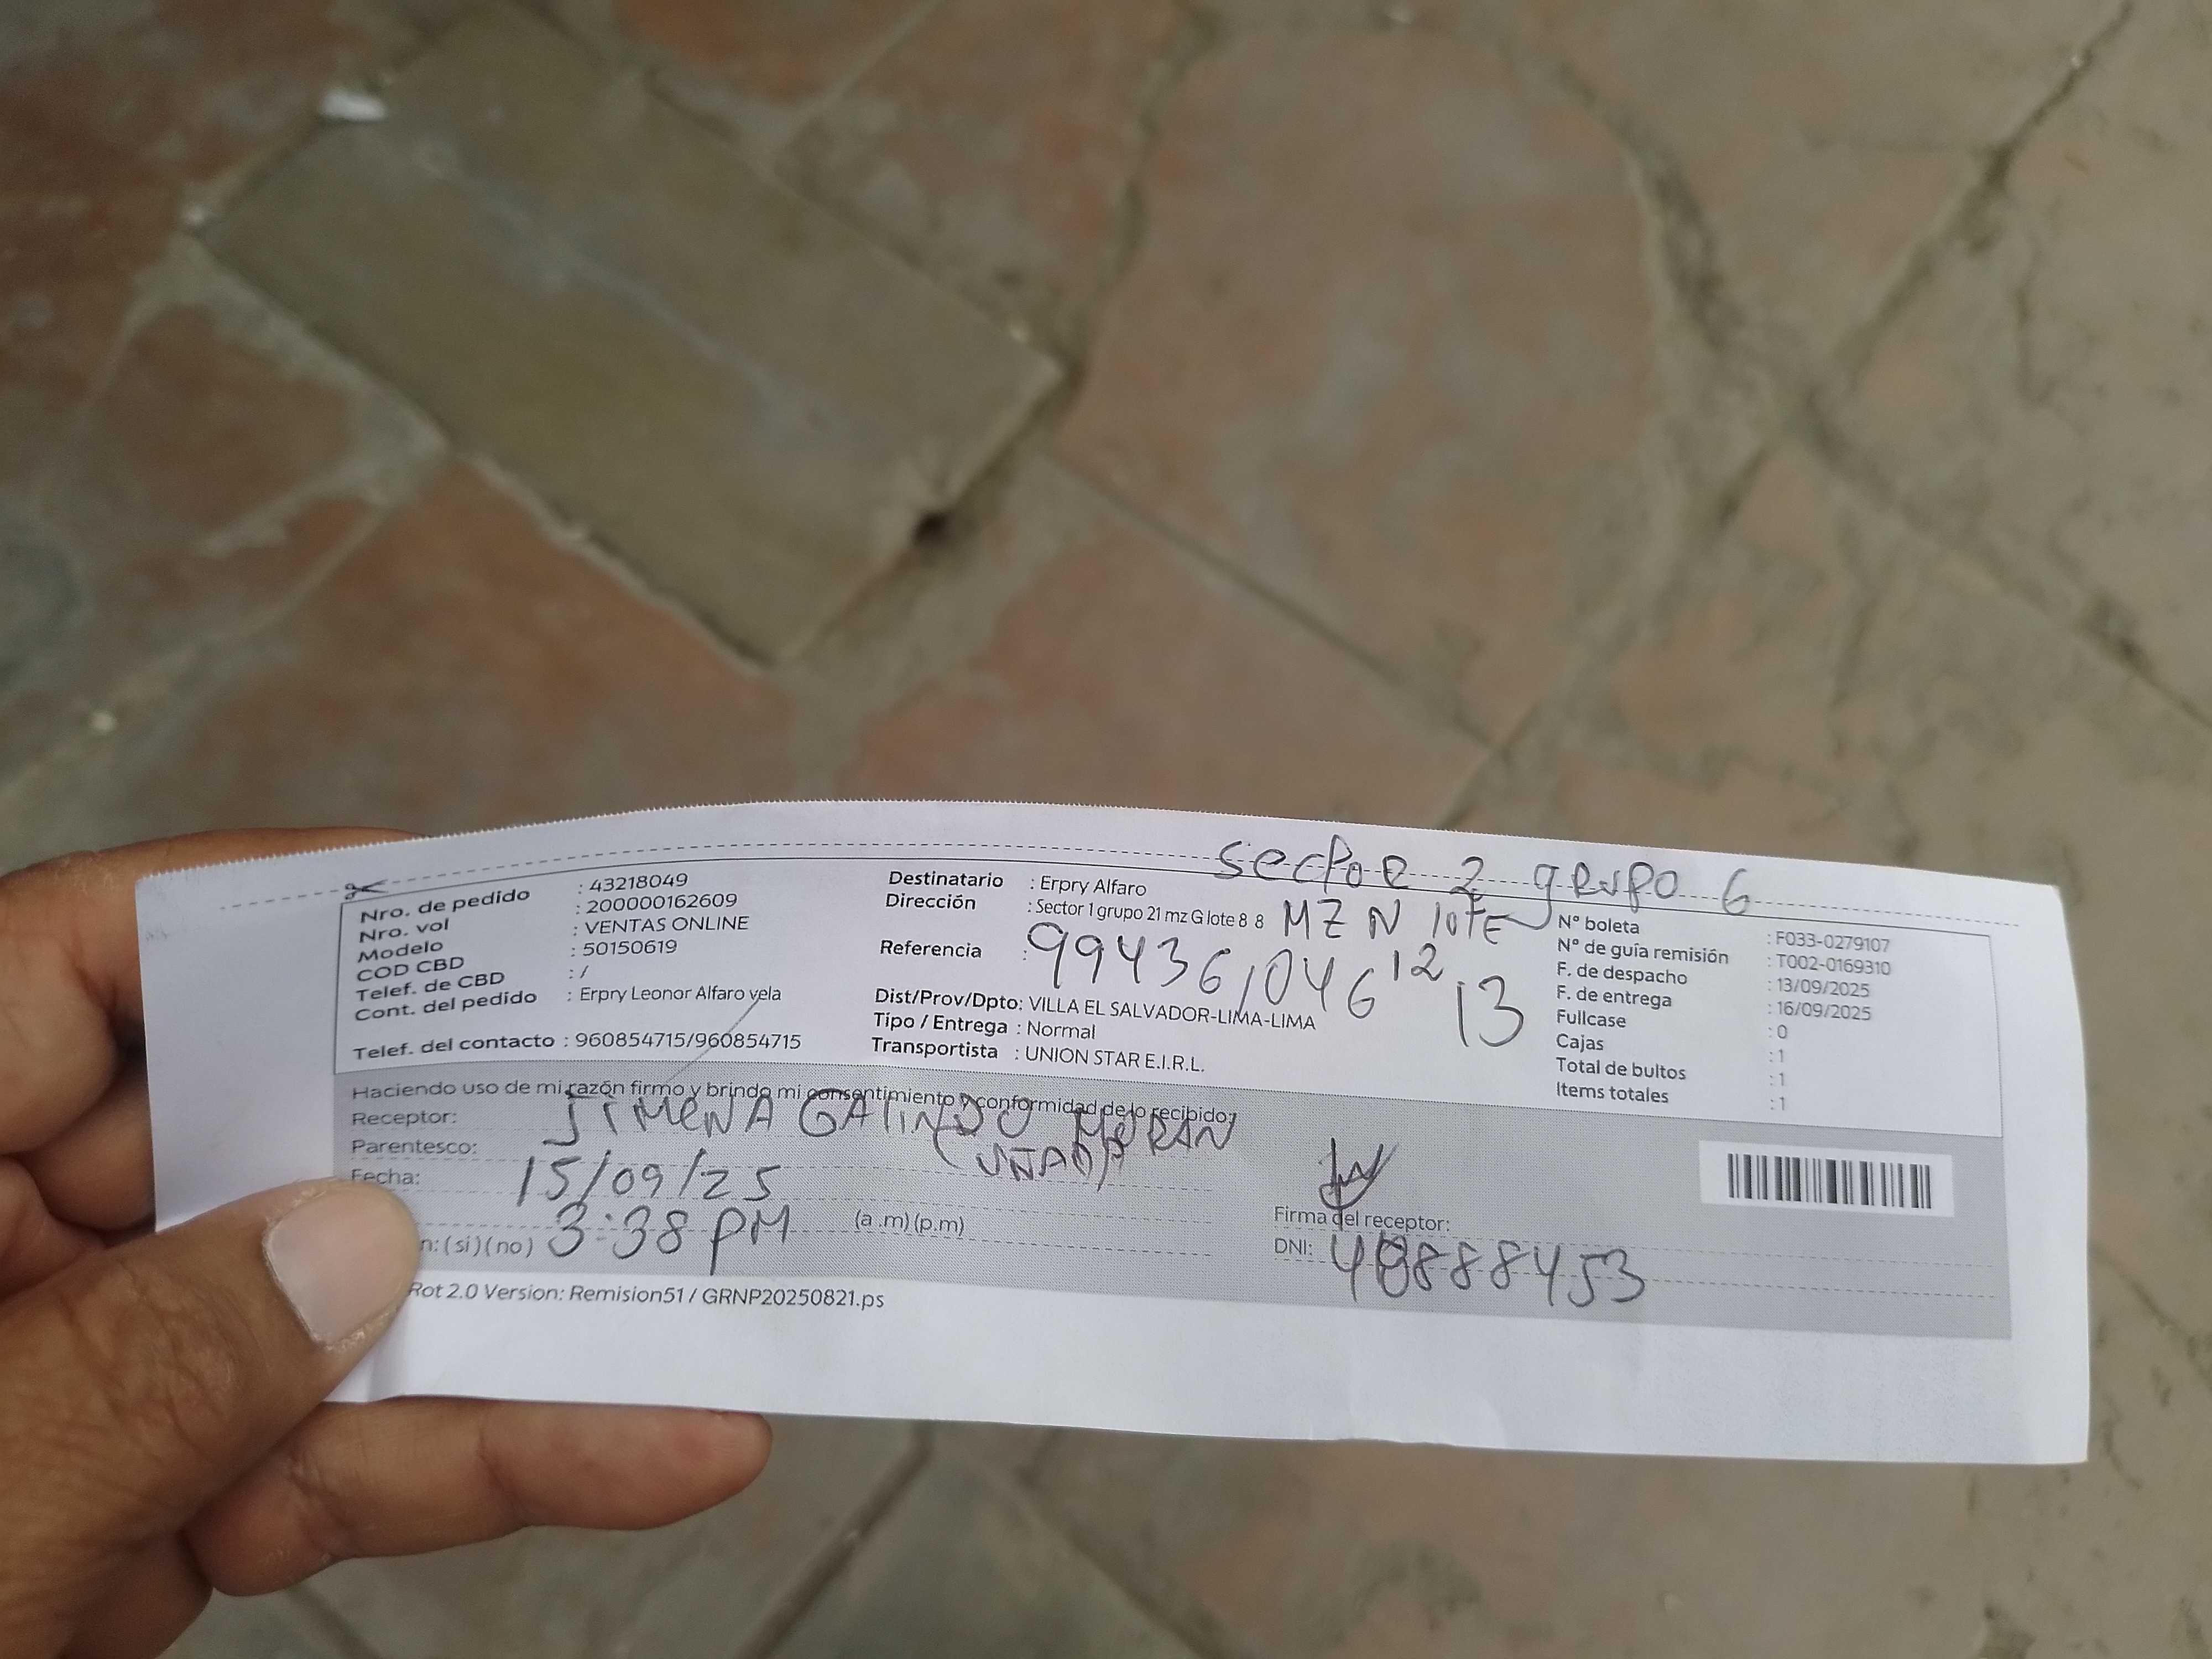 sector 2 grupo 6
Nro. de pedido : 43218049
Nro. vol : 200000162609
Modelo : VENTAS ONLINE
COD CBD : 50150619
Telef. de CBD : /
Cont. del pedido : Erpry Leonor Alfaro vela
Telef. del contacto : 960854715/960854715
Destinatario : Erpry Alfaro
Dirección : Sector 1 grupo 21 mz G lote 8 8 MZ N lote
Referencia : 994361046 12
13
Dist/Prov/Dpto: VILLA EL SALVADOR-LIMA-LIMA
Tipo / Entrega : Normal
Transportista : UNION STAR E.I.R.L.
N° boleta : F033-0279107
N° de guía remisión : T002-0169310
F. de despacho : 13/09/2025
F. de entrega : 16/09/2025
Fullcase : 0
Cajas : 1
Total de bultos : 1
Items totales : 1
Haciendo uso de mi razón firmo y brindo mi consentimiento y conformidad de lo recibido:
Receptor: JIMENA GALINDO MORAN
Parentesco: CUÑADA
Fecha: 15/09/25
n: (si) (no) 3:38 PM (a .m) (p.m)
Firma del receptor:
DNI: 88453
Rot 2.0 Version: Remision51 / GRNP20250821.ps